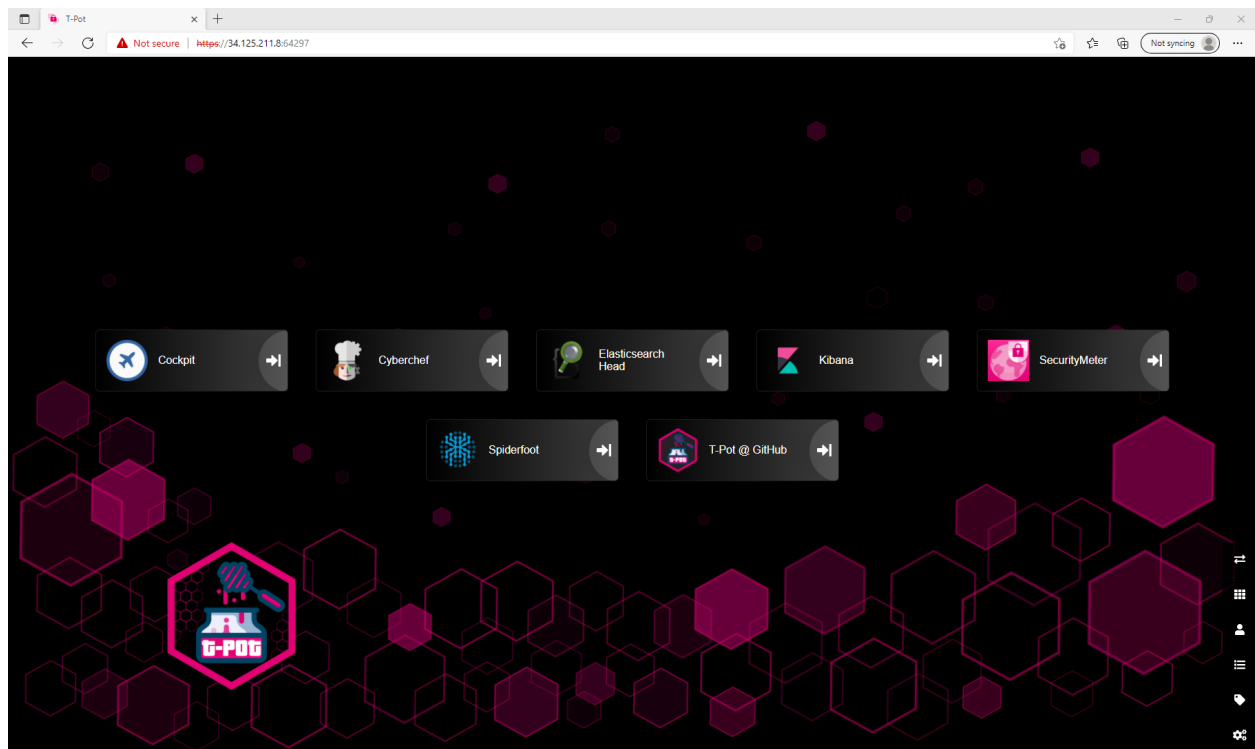 T-Pot
Not secure
https://34.125.211.8:64297
Not syncing
Cockpit
Cyberchef
Elasticsearch
Head
Kibana
SecurityMeter
Spiderfoot
T-Pot @ GitHub
T-POT